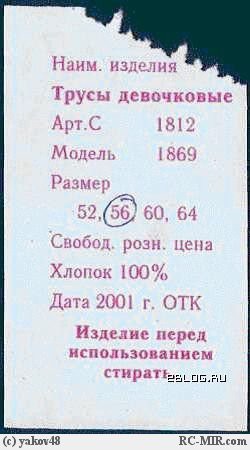 Наим. изделия
Трусы девочковые
Арт.С 1812
Модель 1869
Размер
52, 56, 60, 64
Свобод. розн. цена
Хлопок 100%
Дата 2001 г. ОТК
Изделие перед
использованием
стирать
2BLOG.RU
(c) yakov48 RC-MIR.com